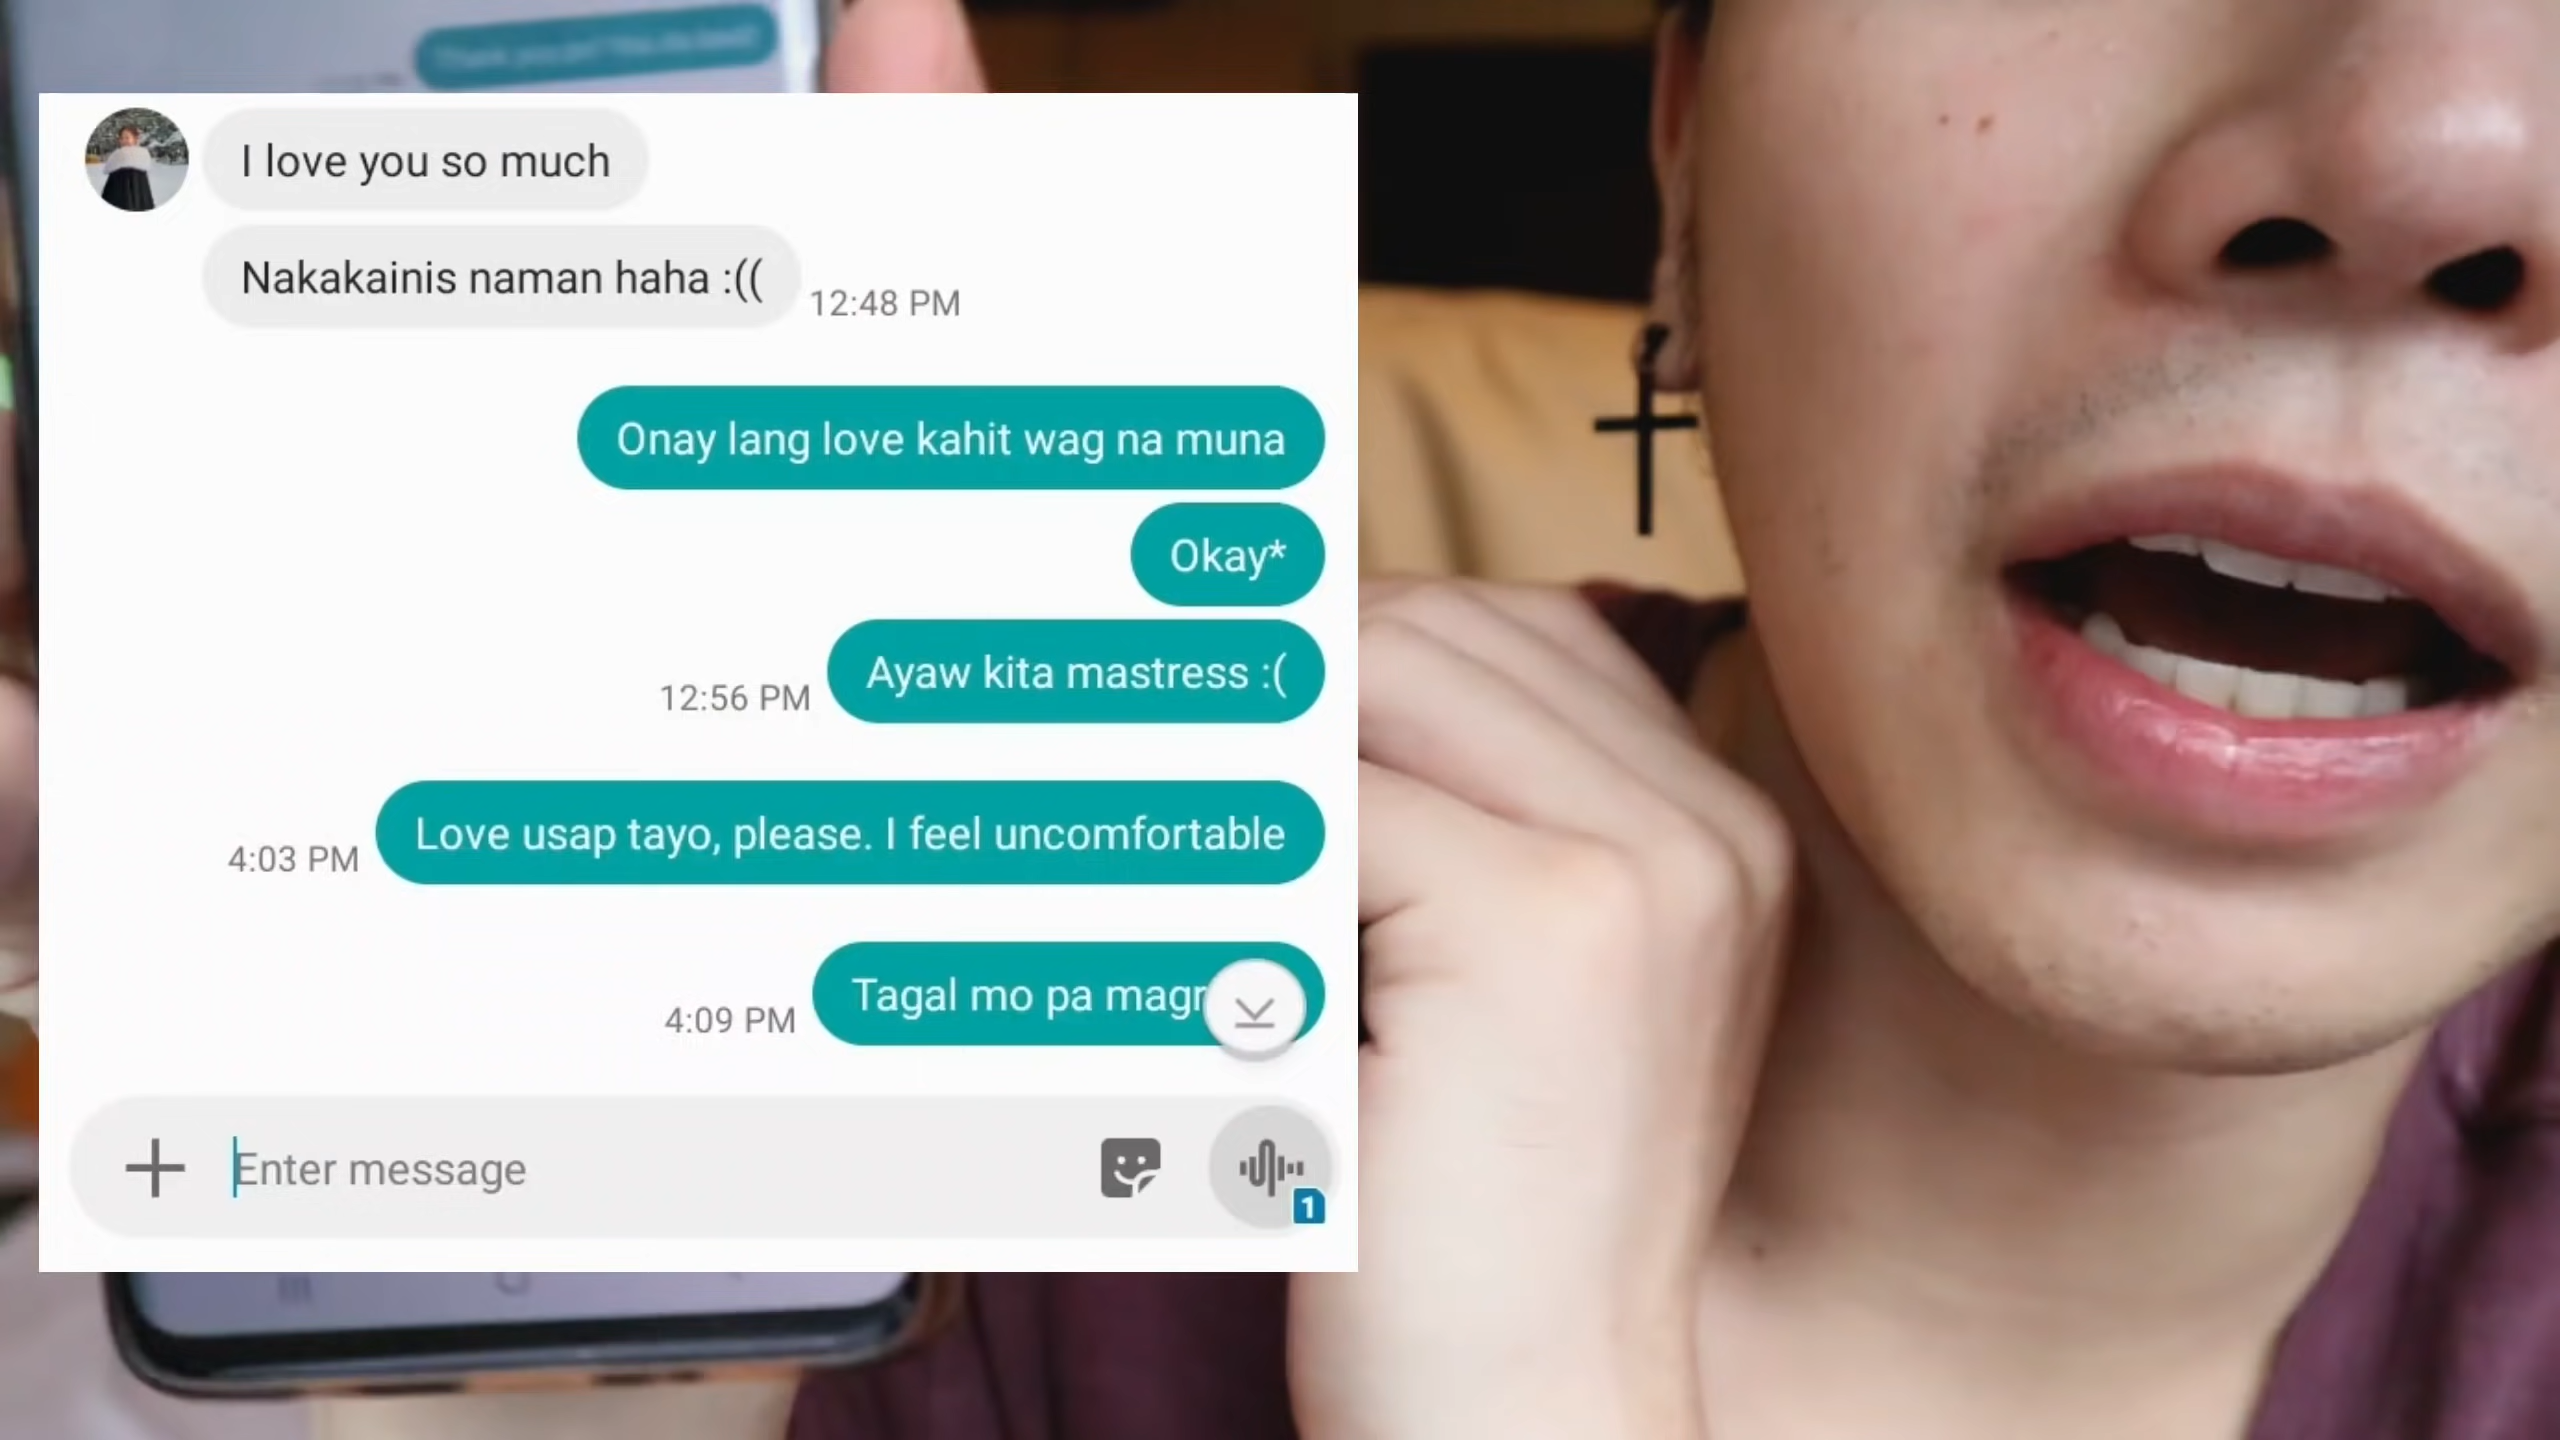 I love you so much
Nakakainis naman haha :((
12:48 PM
Onay lang love kahit wag na muna
Okay*
Ayaw kita mastress :(
12:56 PM
Love usap tayo, please. I feel uncomfortable
4:03 PM
Tagal mo pa
4:09 PM
Enter message
1